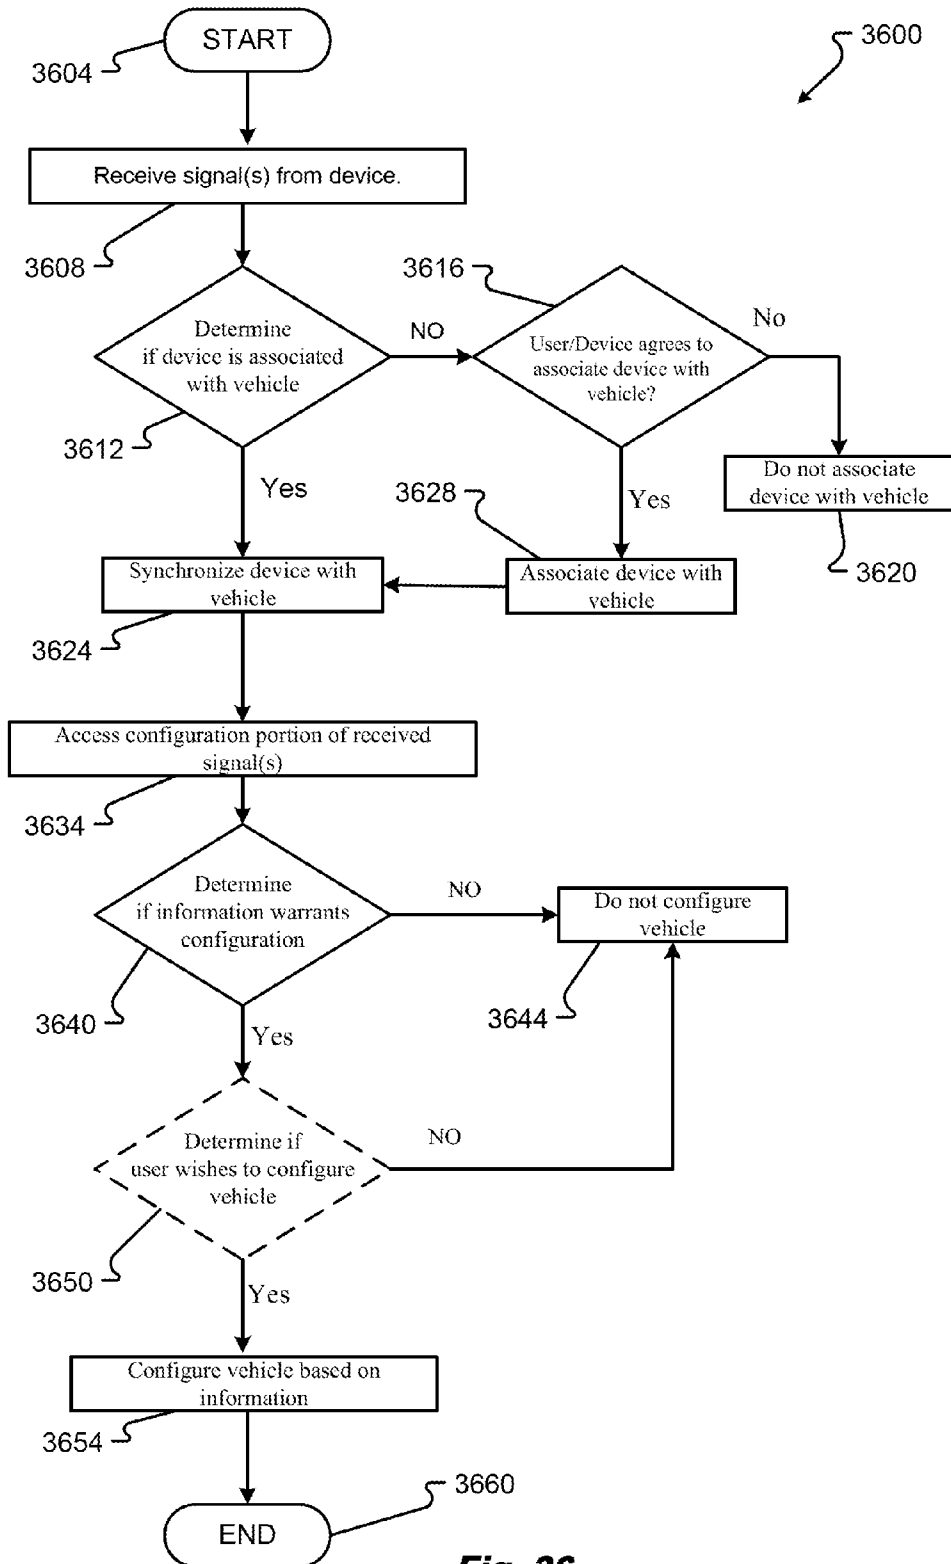 START
3600
3604
Receive signal(s) from device.
3608
3616
No
Determine
if device is associated
with vehicle
NO
User/Device agrees to
associate device with
vehicle?
3612
Yes
3628
Yes
Do not associate
device with vehicle
3620
Synchronize device with
vehicle
Associate device with
vehicle
3624
Access configuration portion of received
signal(s)
3634
Determine
if information warrants
configuration
NO
Do not configure
vehicle
3640
3644
Yes
Determine if
user wishes to configure
vehicle
NO
3650
Yes
Configure vehicle based on
information
3654
3660
END
Fig. 36